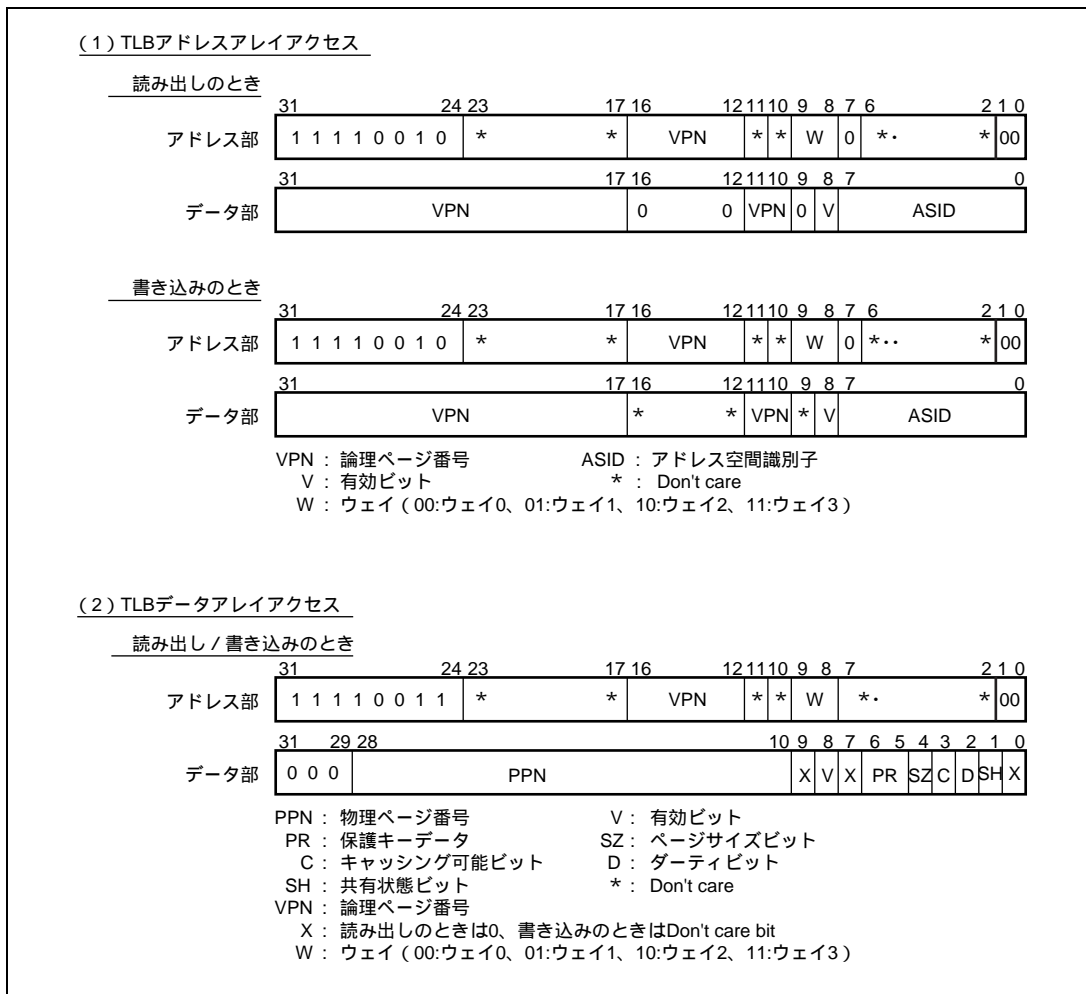 (1)TLBアドレスアレイアクセス
読み出しのとき
31 24 23 17 16 12 11 10 9 8 7 6 2 1 0
アドレス部 1 1 1 1 0 0 1 0 * * VPN * * W 0 *・ * 00
31 17 16 12 11 10 9 8 7 0
データ部 VPN 0 0 VPN 0 V ASID
書き込みのとき
31 24 23 17 16 12 11 10 9 8 7 6 2 1 0
アドレス部 1 1 1 1 0 0 1 0 * * VPN * * W 0 *・・ * 00
31 17 16 12 11 10 9 8 7 0
データ部 VPN * * VPN * V ASID
VPN : 論理ページ番号 ASID : アドレス空間識別子
V : 有効ビット * : Don't care
W : ウェイ(00:ウェイ0、01:ウェイ1、10:ウェイ2、11:ウェイ3)
(2)TLBデータアレイアクセス
読み出し/書き込みのとき
31 24 23 17 16 12 11 10 9 8 7 2 1 0
アドレス部 1 1 1 1 0 0 1 1 * * VPN * * W *・ * 00
31 29 28 10 9 8 7 6 5 4 3 2 1 0
データ部 0 0 0 PPN X V X PR SZ C D SH X
PPN : 物理ページ番号 V : 有効ビット
PR : 保護キーデータ SZ : ページサイズビット
C : キャッシング可能ビット D : ダーティビット
SH : 共有状態ビット * : Don't care
VPN : 論理ページ番号
X : 読み出しのときは0、書き込みのときはDon't care bit
W : ウェイ(00:ウェイ0、01:ウェイ1、10:ウェイ2、11:ウェイ3)